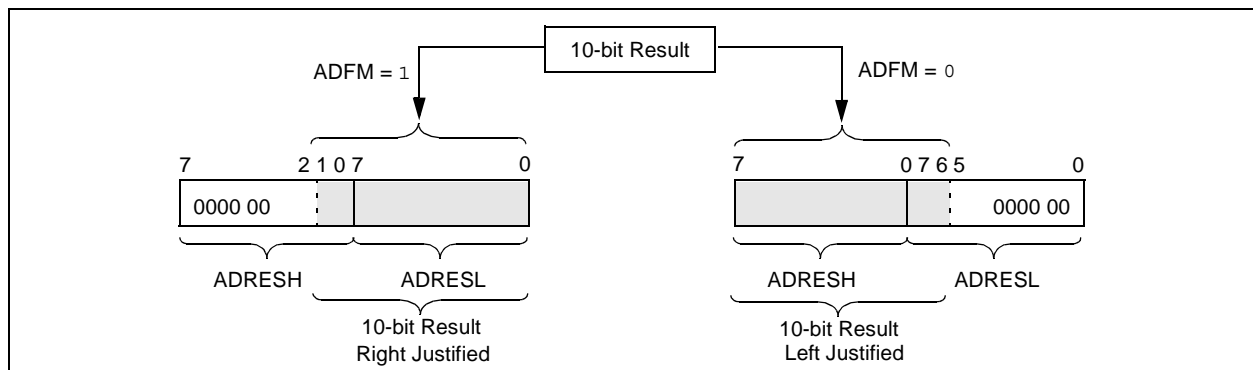 10-bit Result
ADFM = 1
ADFM = 0
7 2 1 0 7 0
7 0 7 6 5 0
0000 00
0000 00
ADRESH ADRESL
ADRESH ADRESL
10-bit Result
Right Justified
10-bit Result
Left Justified